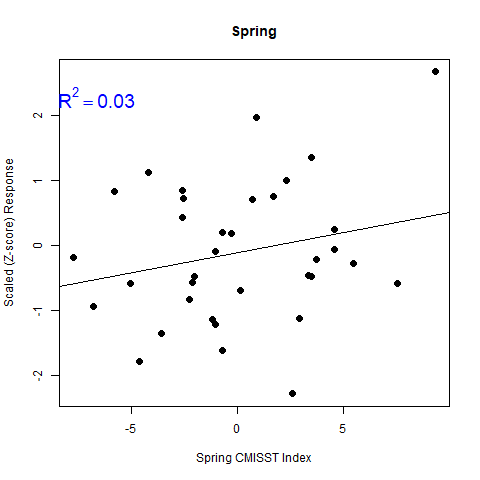 Spring
R² = 0.03
Scaled (Z-score) Response
2
1
0
-1
-2
-5
0
5
Spring CMISST Index